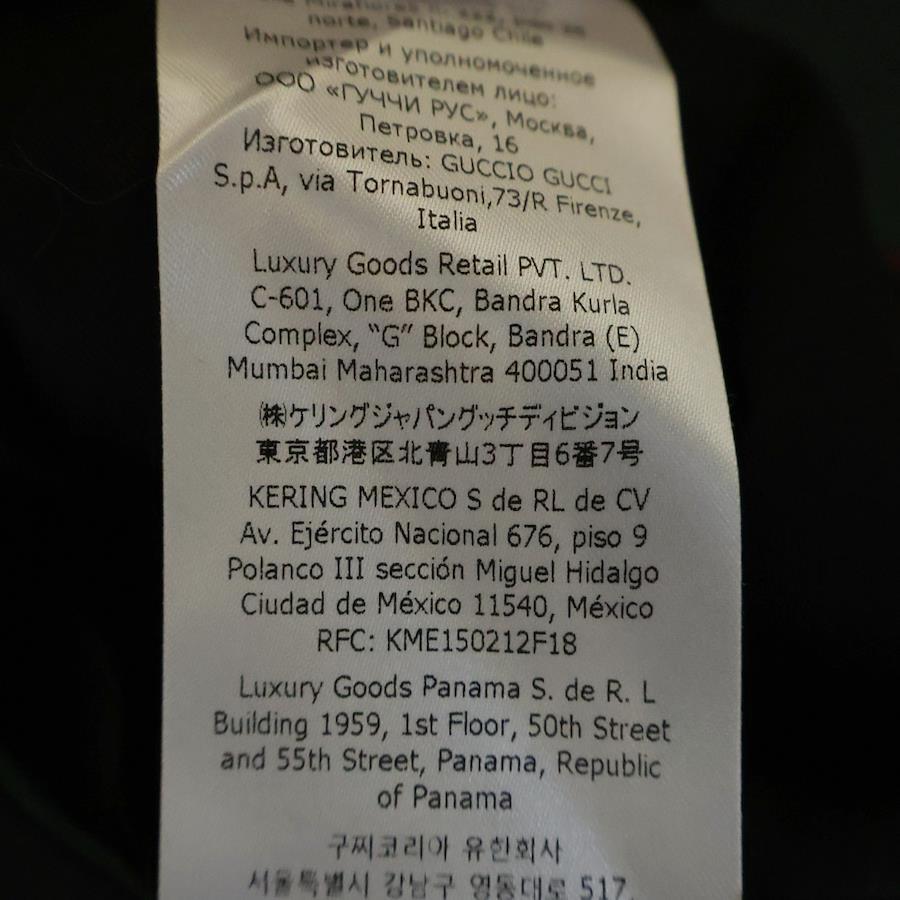 norte, Santiago Chile
Импортер и уполномоченное
изготовителем лицо:
ООО «ГУЧЧИ РУС», Москва,
Петровка, 16
Изготовитель: GUCCIO GUCCI
S.p.A, via Tornabuoni,73/R Firenze,
Italia
Luxury Goods Retail PVT. LTD.
C-601, One BKC, Bandra Kurla
Complex, “G” Block, Bandra (E)
Mumbai Maharashtra 400051 India
㈱ケリングジャパングッチディビジョン
東京都港区北青山3丁目6番7号
KERING MEXICO S de RL de CV
Av. Ejército Nacional 676, piso 9
Polanco III sección Miguel Hidalgo
Ciudad de México 11540, México
RFC: KME150212F18
Luxury Goods Panama S. de R. L
Building 1959, 1st Floor, 50th Street
and 55th Street, Panama, Republic
of Panama
구찌코리아 유한회사
서울특별시 강남구 영동대로 517,